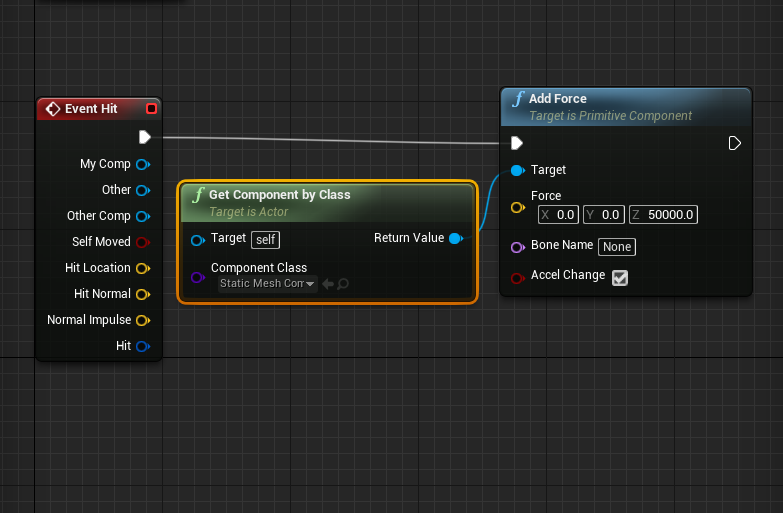 Event Hit
My Comp
Other
Other Comp
Self Moved
Hit Location
Hit Normal
Normal Impulse
Hit
f Get Component by Class
Target is Actor
Target self Return Value
Component Class
Static Mesh Com
f Add Force
Target is Primitive Component
Target
Force
X 0.0 Y 0.0 Z 50000.0
Bone Name None
Accel Change